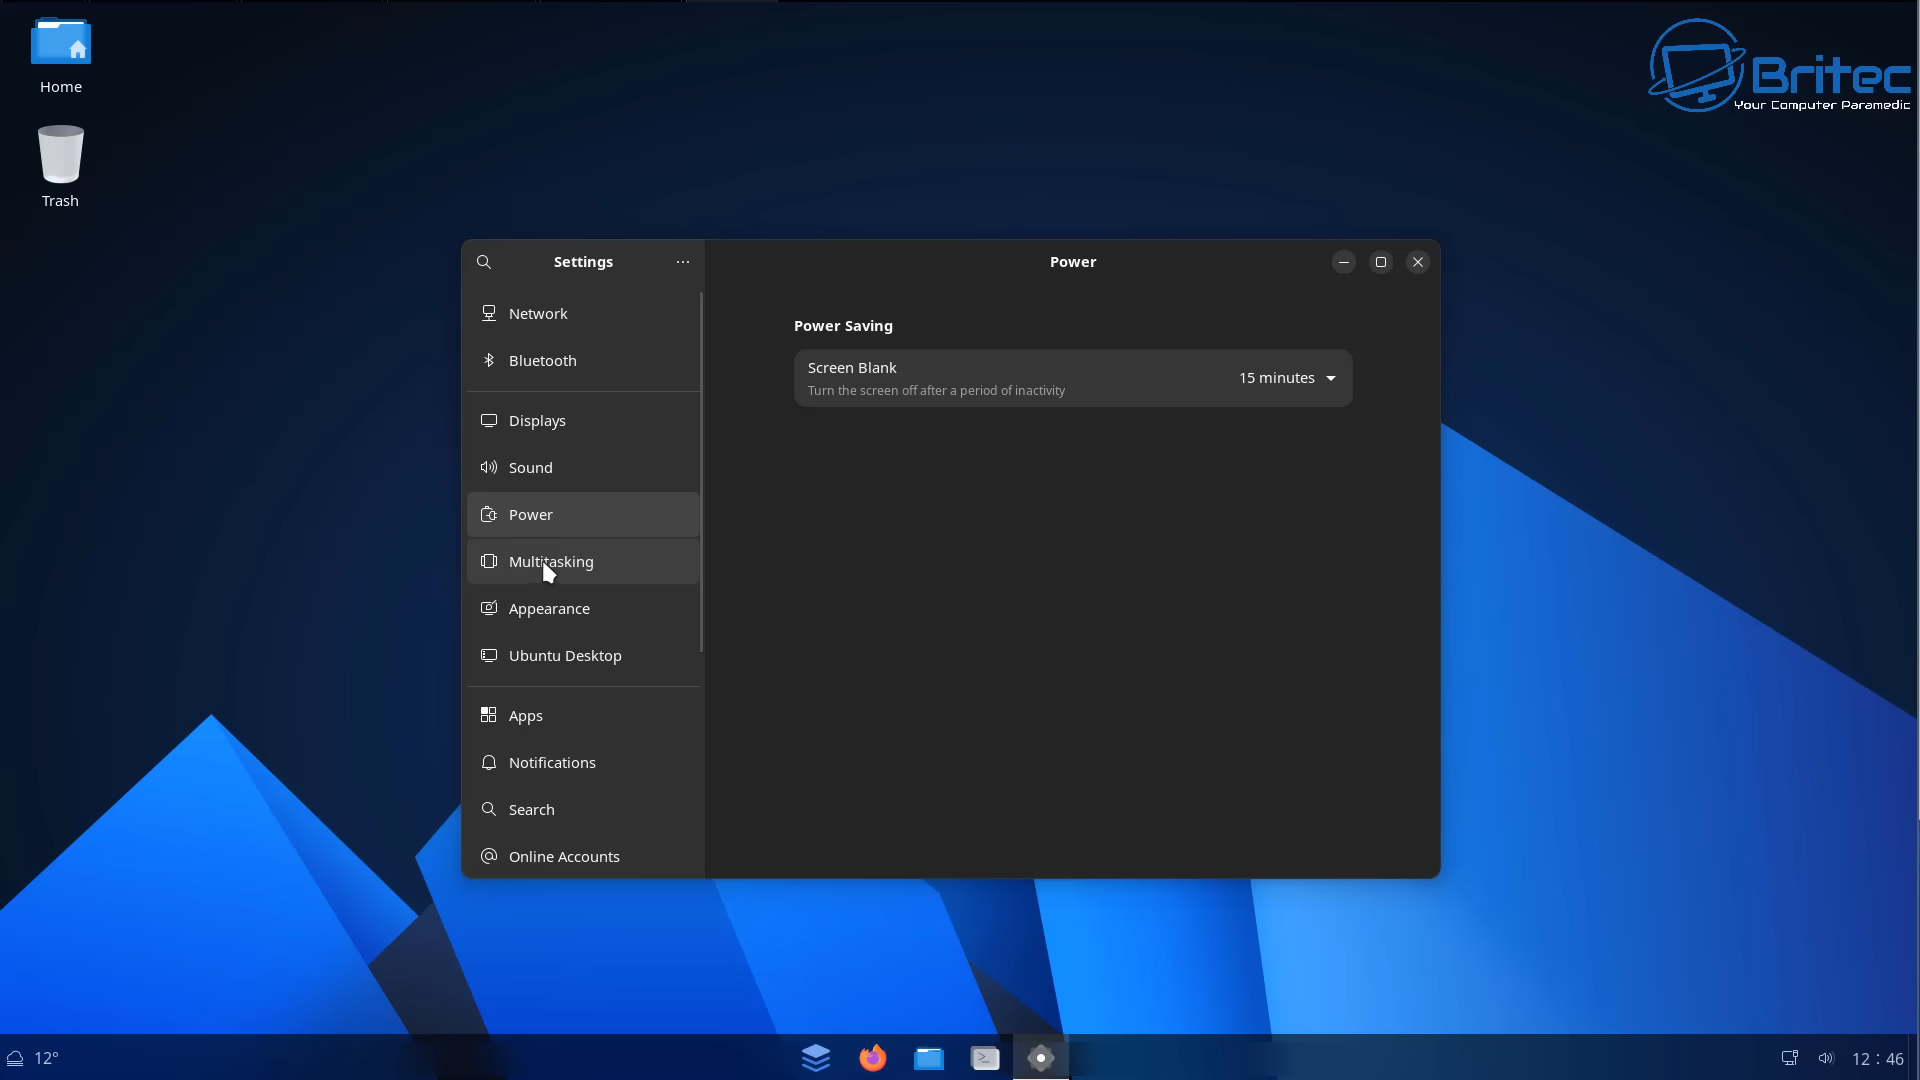 Home
Trash
Britec
Your Computer Paramedic
Settings
Power
Network
Bluetooth
Displays
Sound
Power
Multitasking
Appearance
Ubuntu Desktop
Apps
Notifications
Search
Online Accounts
Power Saving
Screen Blank
Turn the screen off after a period of inactivity
15 minutes
12°
12 : 46